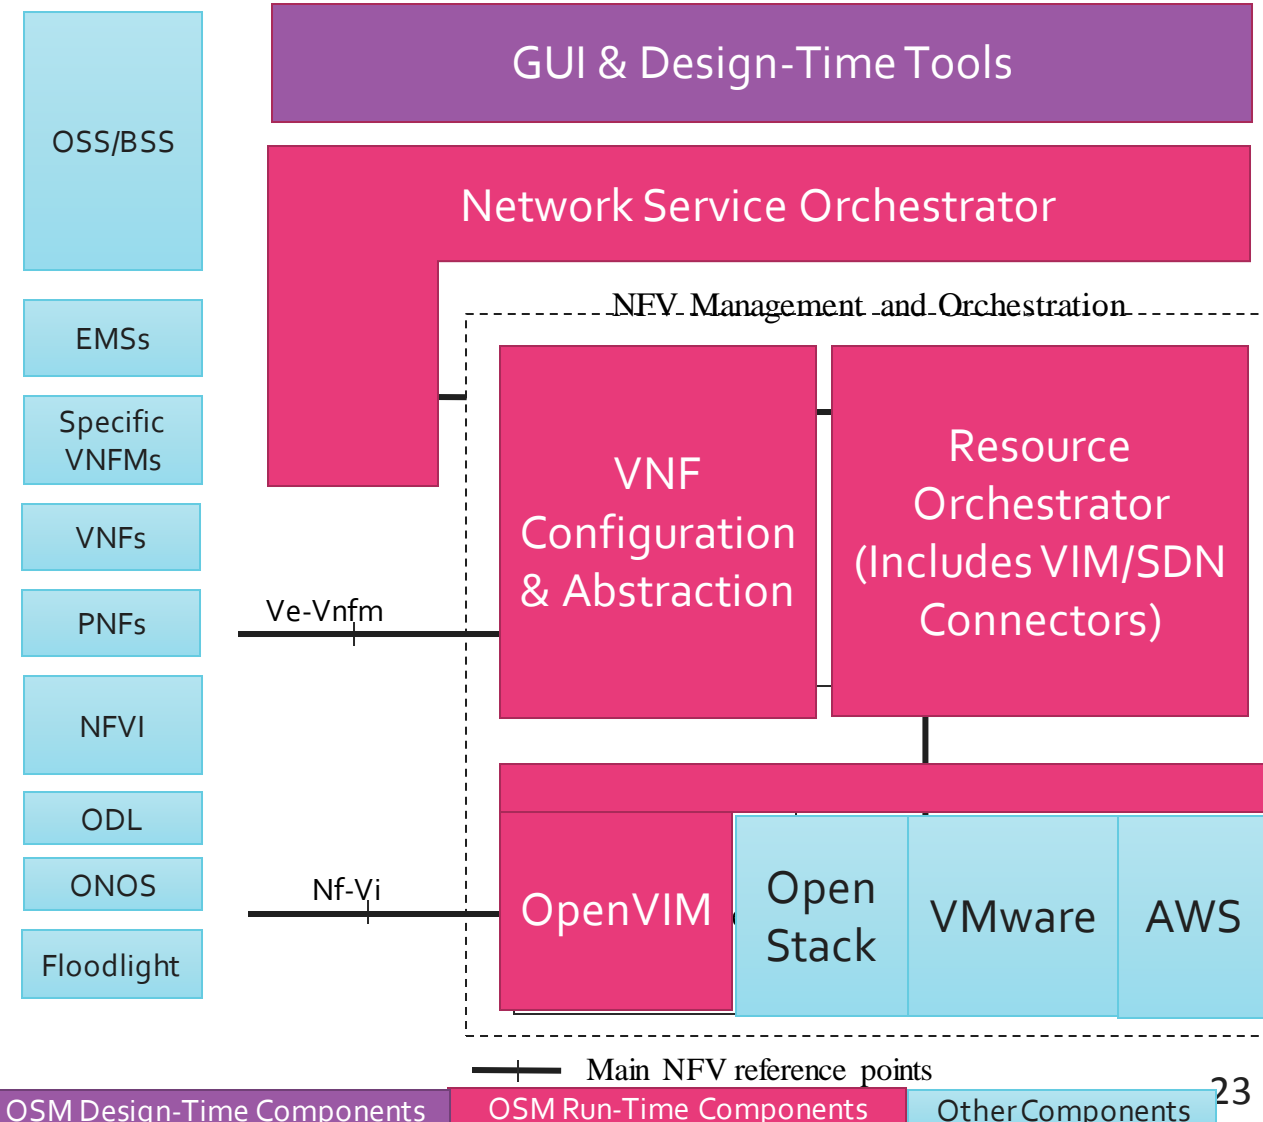 GUI & Design-Time Tools
OSS/BSS
Network Service Orchestrator
NFV Management and Orchestration
EMSs
Specific
VNFMs
VNFs
PNFs
NFVI
ODL
ONOS
Floodlight
Ve-Vnfm
Nf-Vi
VNF
Configuration
& Abstraction
Resource
Orchestrator
(Includes VIM/SDN
Connectors)
OpenVIM
Open
Stack
VMware
AWS
Main NFV reference points
OSM Design-Time Components
OSM Run-Time Components
Other Components
23